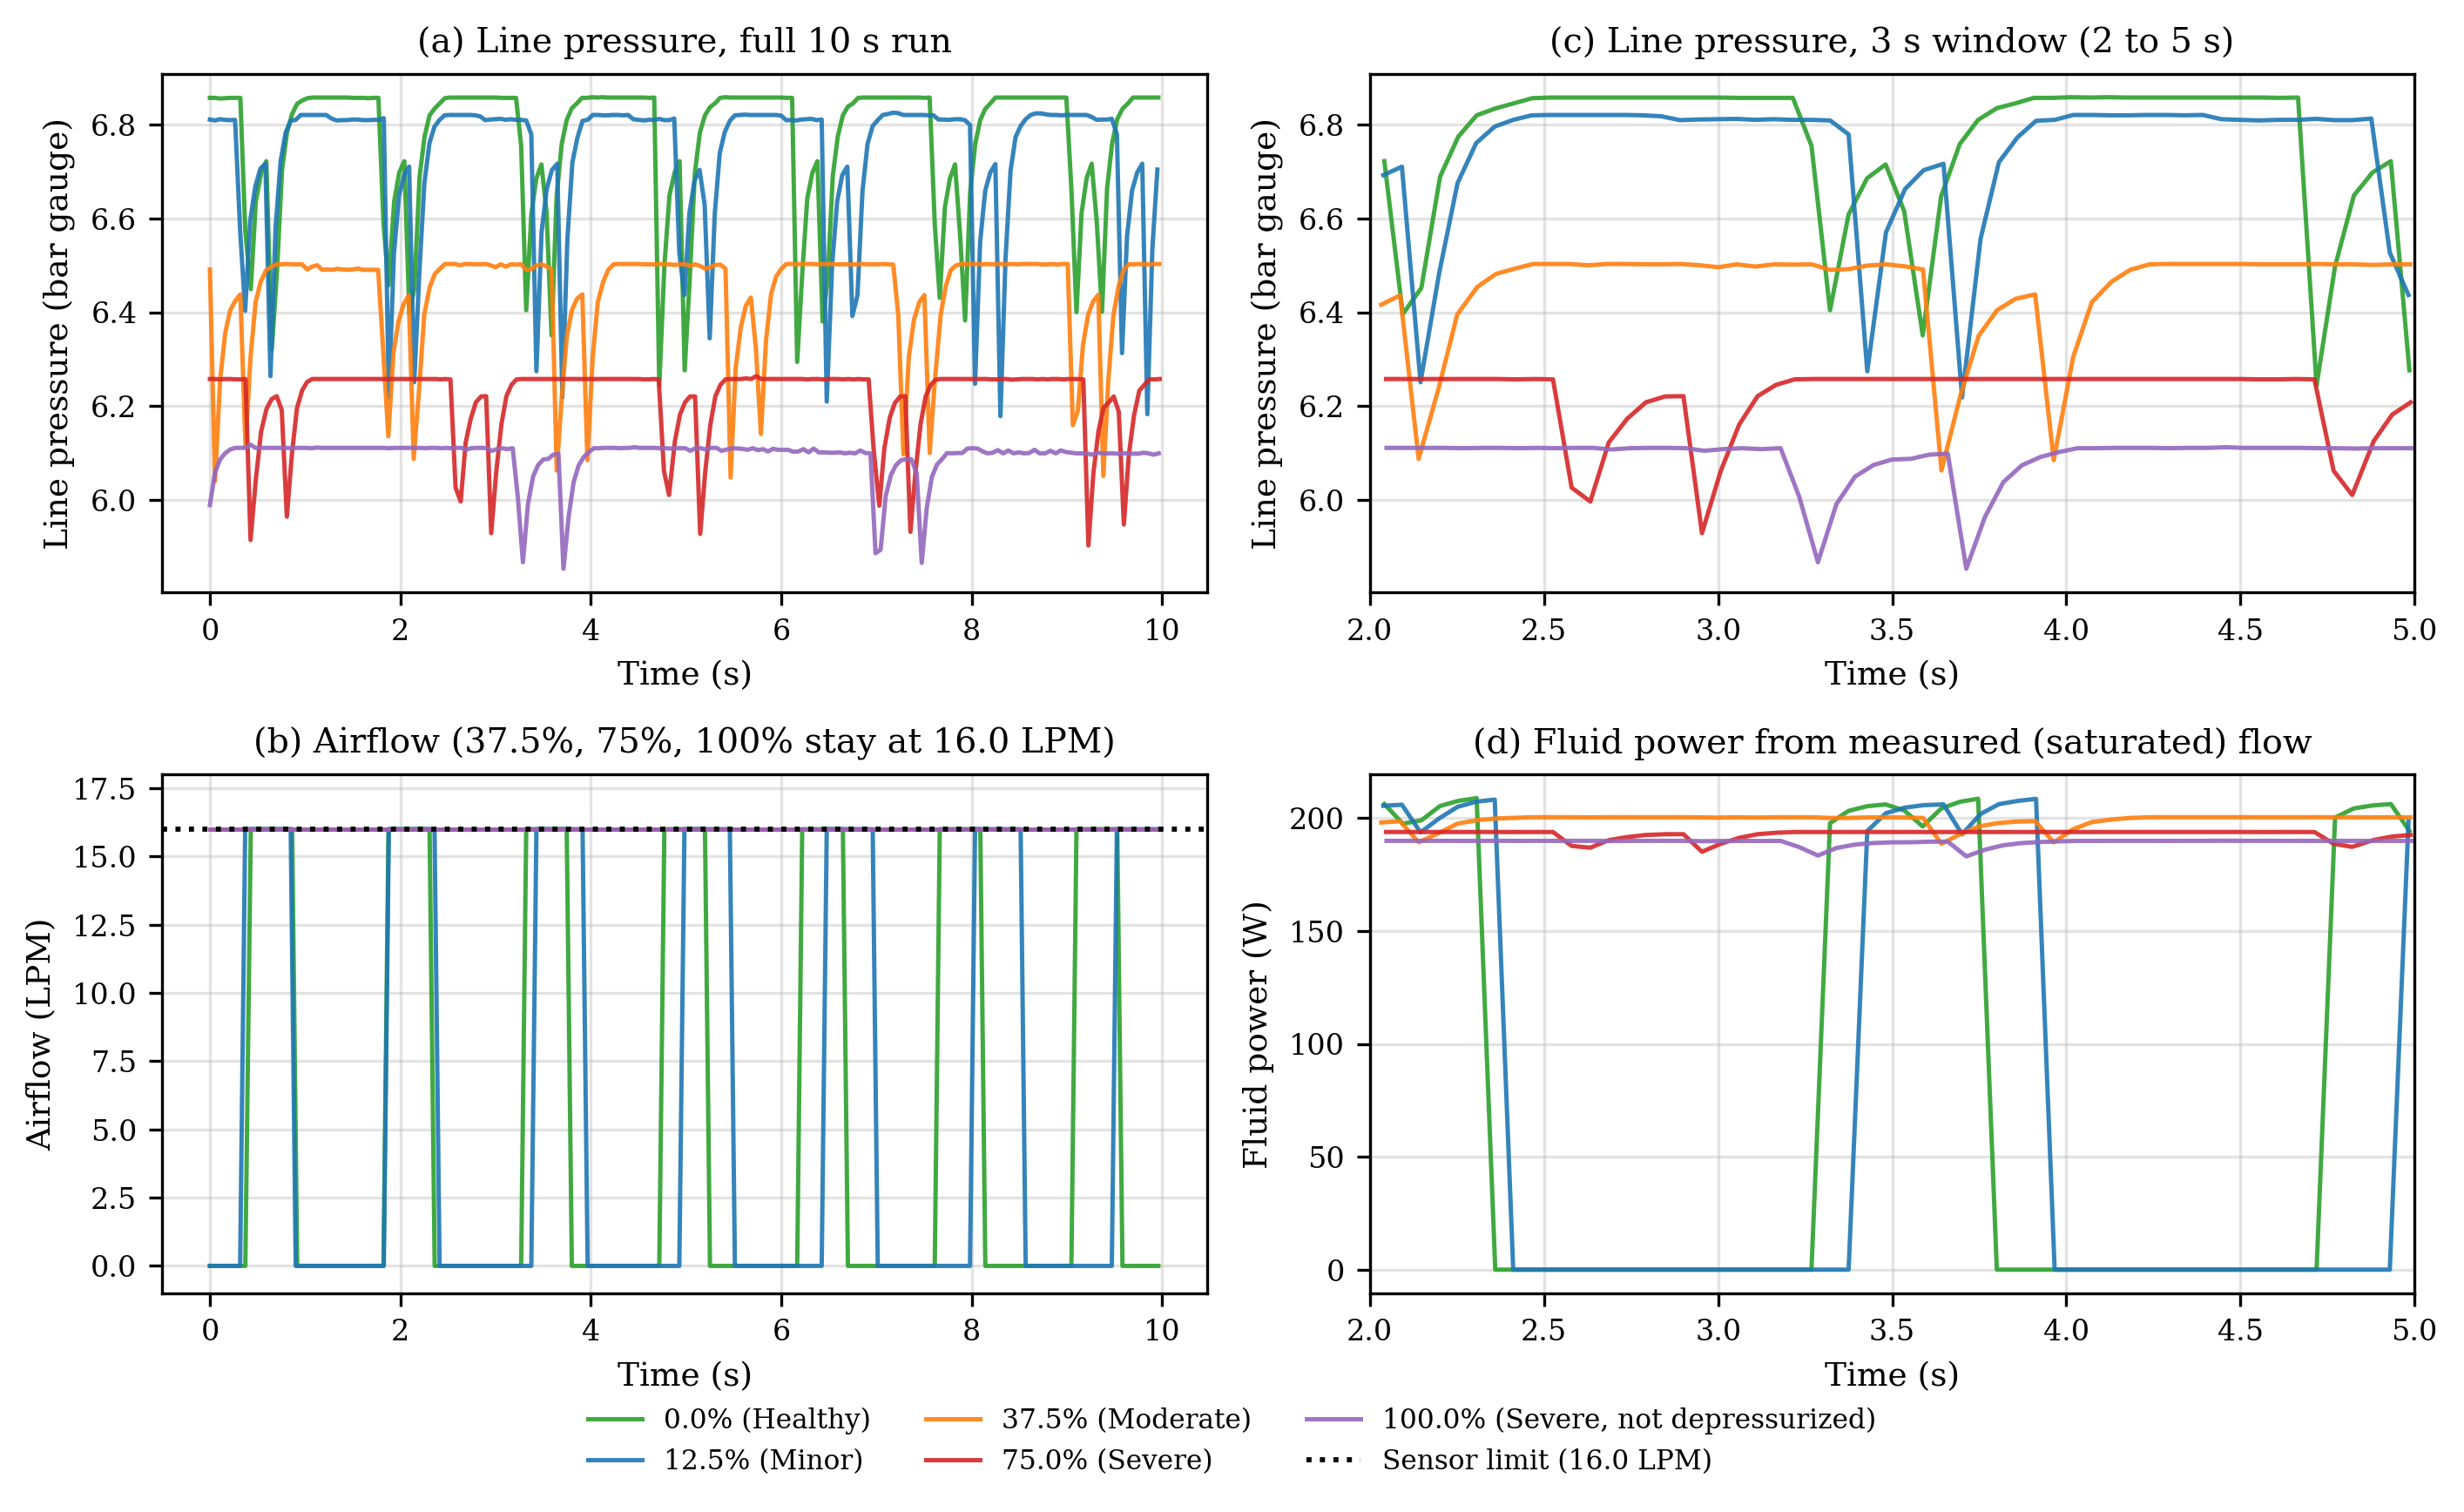 (a) Line pressure, full 10 s run
Line pressure (bar gauge)
6.8
6.6
6.4
6.2
6.0
0 2 4 6 8 10
Time (s)
(c) Line pressure, 3 s window (2 to 5 s)
Line pressure (bar gauge)
6.8
6.6
6.4
6.2
6.0
2.0 2.5 3.0 3.5 4.0 4.5 5.0
Time (s)
(b) Airflow (37.5%, 75%, 100% stay at 16.0 LPM)
Airflow (LPM)
17.5
15.0
12.5
10.0
7.5
5.0
2.5
0.0
0 2 4 6 8 10
Time (s)
(d) Fluid power from measured (saturated) flow
Fluid power (W)
200
150
100
50
0
2.0 2.5 3.0 3.5 4.0 4.5 5.0
Time (s)
0.0% (Healthy)
12.5% (Minor)
37.5% (Moderate)
75.0% (Severe)
100.0% (Severe, not depressurized)
Sensor limit (16.0 LPM)